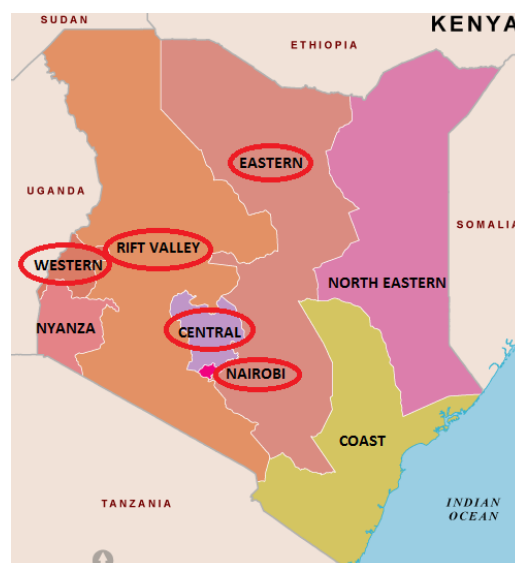 SUDAN
KENYA
ETHIOPIA
EASTERN
UGANDA
SOMALIA
RIFT VALLEY
WESTERN
NORTH EASTERN
NYANZA
CENTRAL
NAIROBI
COAST
TANZANIA
INDIAN
OCEAN